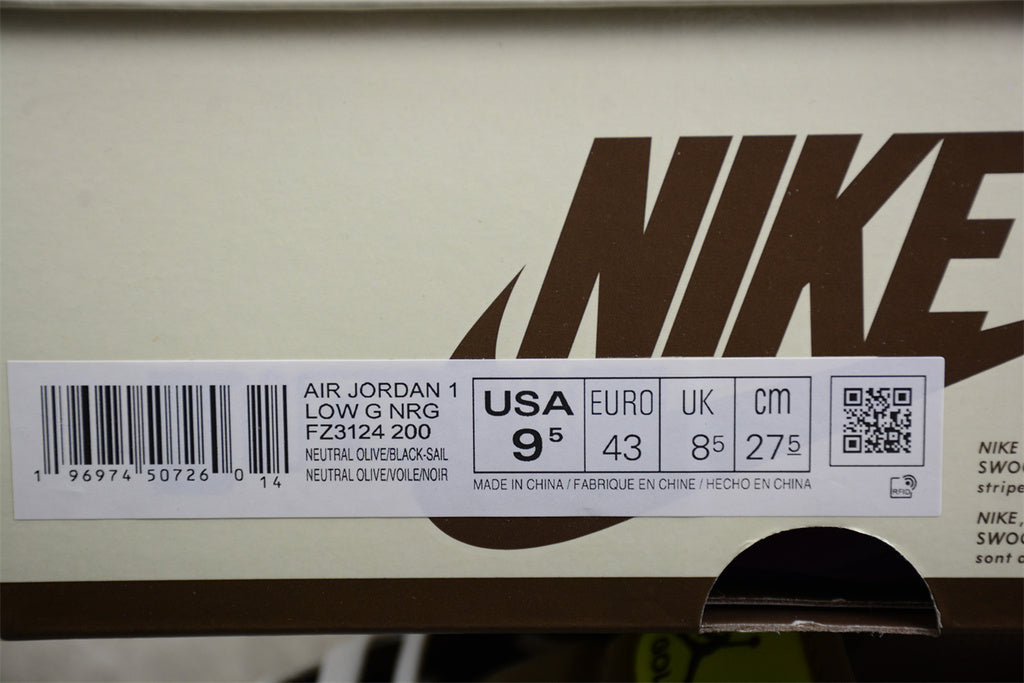 NIKE
AIR JORDAN 1
LOW G NRG
FZ3124 200
NEUTRAL OLIVE/BLACK-SAIL
NEUTRAL OLIVE/VOILE/NOIR
1 96974 50726 0 14
USA EURO UK cm
9⁵ 43 8⁵ 27⁵
MADE IN CHINA / FABRIQUE EN CHINE / HECHO EN CHINA
RFID
NIKE
stripe
NIKE,
sont